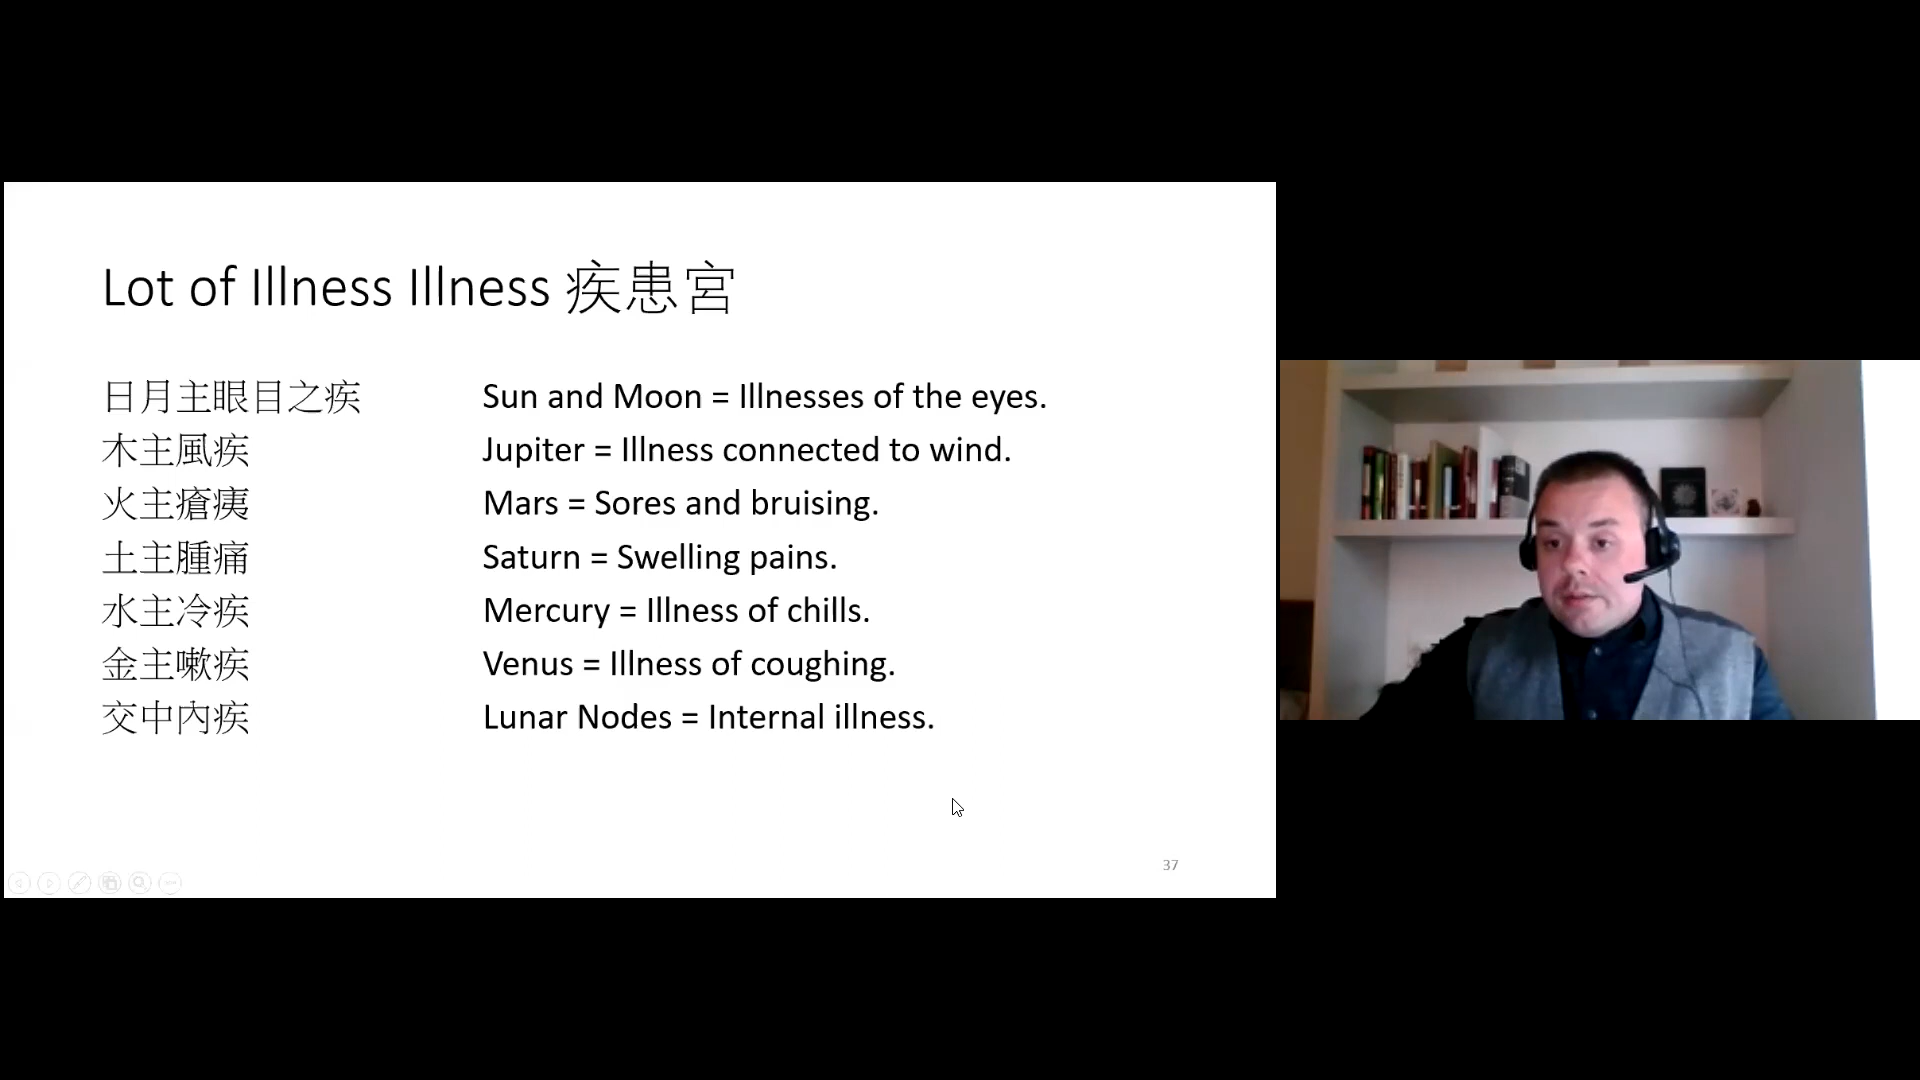 Lot of Illness Illness 疾患宮
日月主眼目之疾 Sun and Moon = Illnesses of the eyes.
木主風疾 Jupiter = Illness connected to wind.
火主瘡痍 Mars = Sores and bruising.
土主腫痛 Saturn = Swelling pains.
水主冷疾 Mercury = Illness of chills.
金主嗽疾 Venus = Illness of coughing.
交中內疾 Lunar Nodes = Internal illness.
37